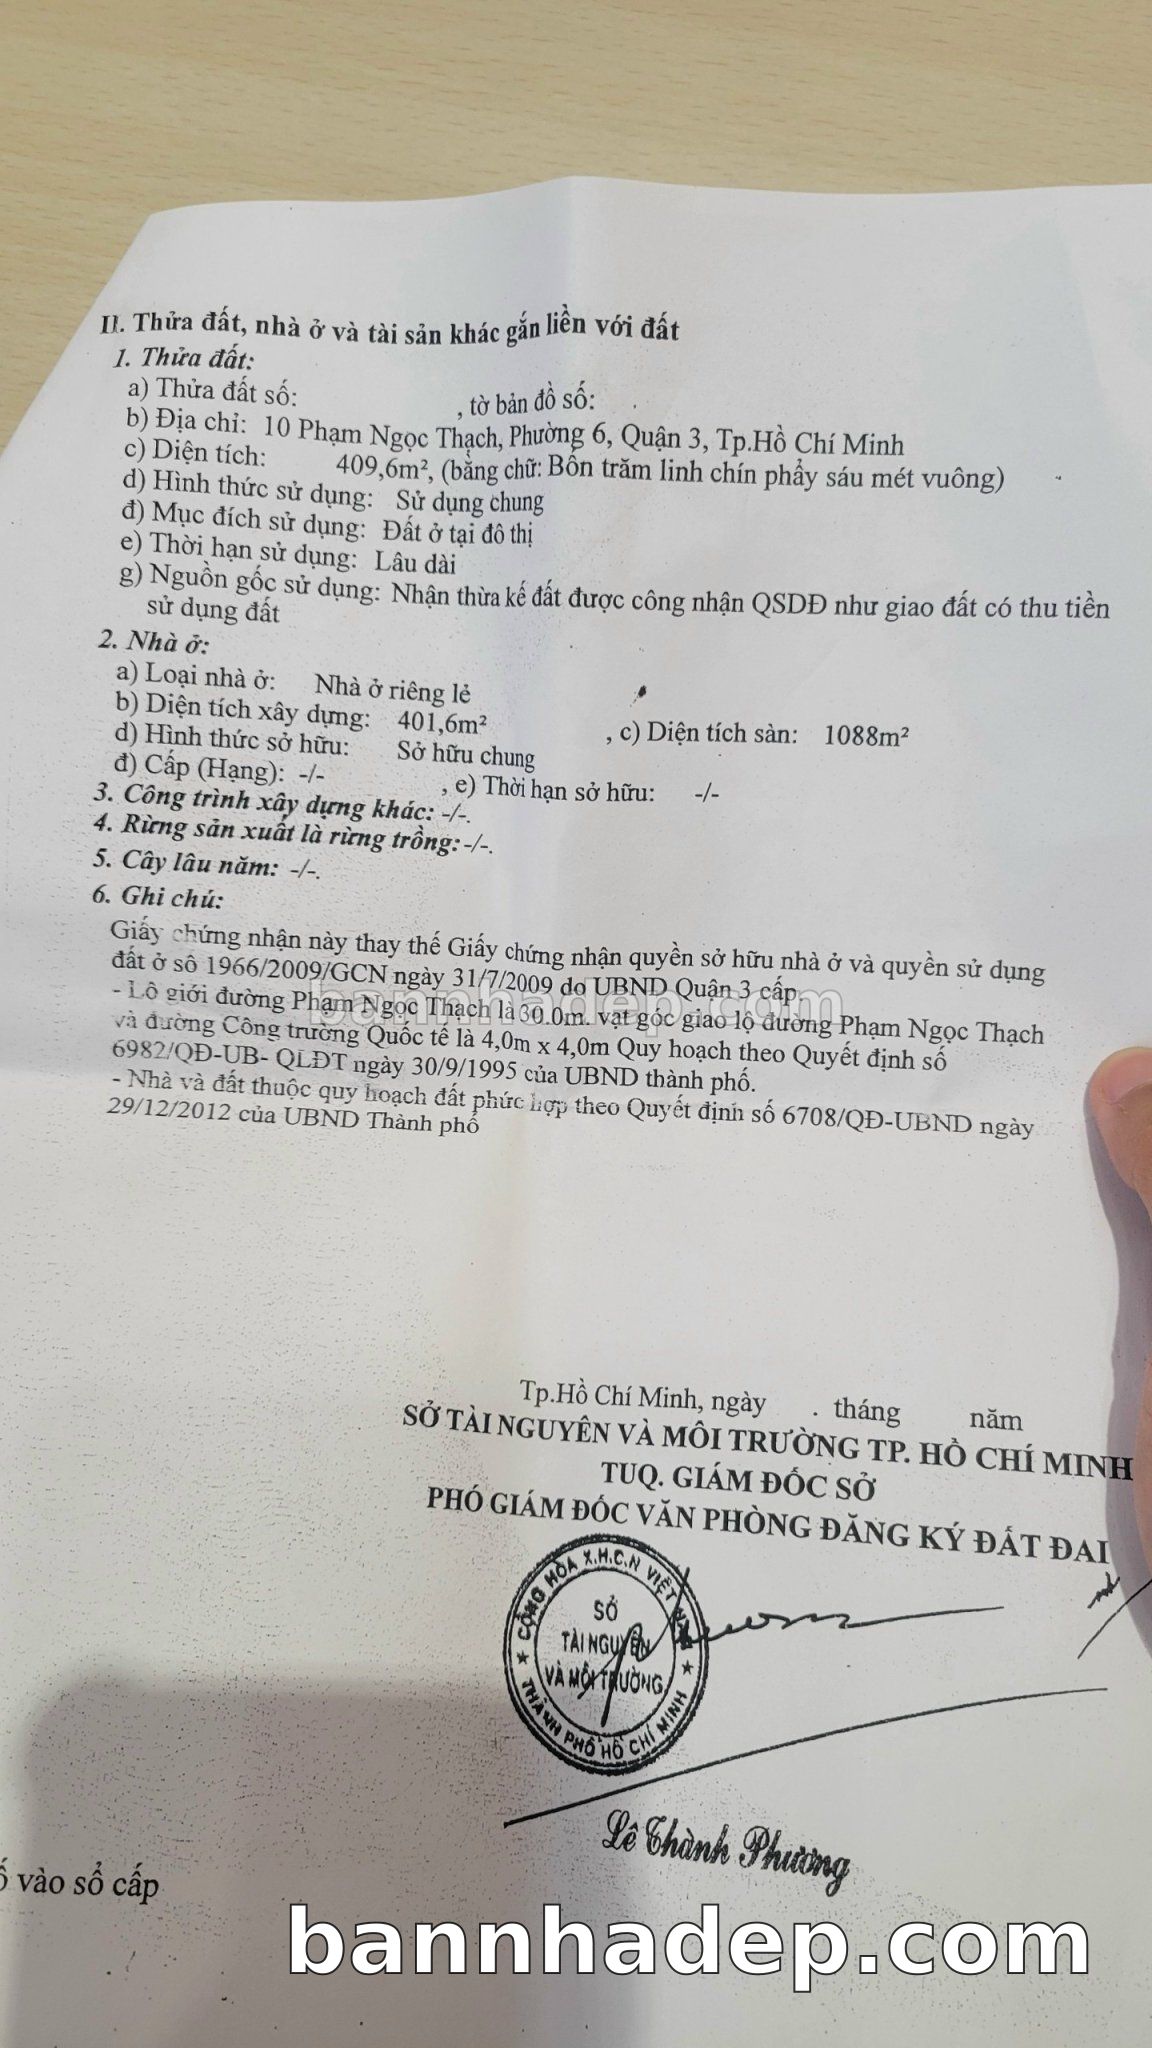 II. Thửa đất, nhà ở và tài sản khác gắn liền với đất
1. Thửa đất:
a) Thửa đất số: , tờ bản đồ số:
b) Địa chỉ: 10 Phạm Ngọc Thạch, Phường 6, Quận 3, Tp.Hồ Chí Minh
c) Diện tích: 409,6m², (bằng chữ: Bốn trăm linh chín phẩy sáu mét vuông)
d) Hình thức sử dụng: Sử dụng chung
đ) Mục đích sử dụng: Đất ở tại đô thị
e) Thời hạn sử dụng: Lâu dài
g) Nguồn gốc sử dụng: Nhận thừa kế đất được công nhận QSDĐ như giao đất có thu tiền
sử dụng đất
2. Nhà ở:
a) Loại nhà ở: Nhà ở riêng lẻ
b) Diện tích xây dựng: 401,6m² , c) Diện tích sàn: 1088m²
d) Hình thức sở hữu: Sở hữu chung
đ) Cấp (Hạng): -/- , e) Thời hạn sở hữu: -/-
3. Công trình xây dựng khác: -/-.
4. Rừng sản xuất là rừng trồng: -/-.
5. Cây lâu năm: -/-.
6. Ghi chú:
Giấy chứng nhận này thay thế Giấy chứng nhận quyền sở hữu nhà ở và quyền sử dụng
đất ở số 1966/2009/GCN ngày 31/7/2009 do UBND Quận 3 cấp.
- Lộ giới đường Phạm Ngọc Thạch là 30.0m. vạt góc giao lộ đường Phạm Ngọc Thạch
và đường Công trường Quốc tế là 4,0m x 4,0m Quy hoạch theo Quyết định số
6982/QĐ-UB- QLĐT ngày 30/9/1995 của UBND thành phố.
- Nhà và đất thuộc quy hoạch đất phức hợp theo Quyết định số 6708/QĐ-UBND ngày
29/12/2012 của UBND Thành phố
bannhadep.com
Tp.Hồ Chí Minh, ngày . tháng năm
SỞ TÀI NGUYÊN VÀ MÔI TRƯỜNG TP. HỒ CHÍ MINH
TUQ. GIÁM ĐỐC SỞ
PHÓ GIÁM ĐỐC VĂN PHÒNG ĐĂNG KÝ ĐẤT ĐAI
CỘNG HÒA X.H.C.N VIỆT NAM
SỞ
TÀI NGUYÊN
VÀ MÔI TRƯỜNG
THÀNH PHỐ HỒ CHÍ MINH
Lê Thành Phương
vào sổ cấp
bannhadep.com